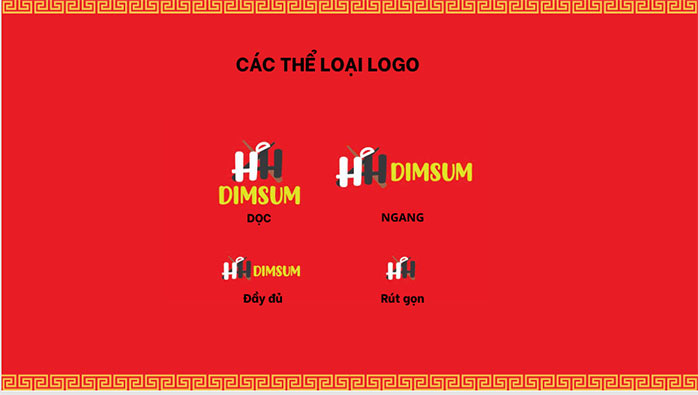 CÁC THỂ LOẠI LOGO
HH
DIMSUM
DỌC
HH DIMSUM
NGANG
HH DIMSUM
Đầy đủ
HH
Rút gọn